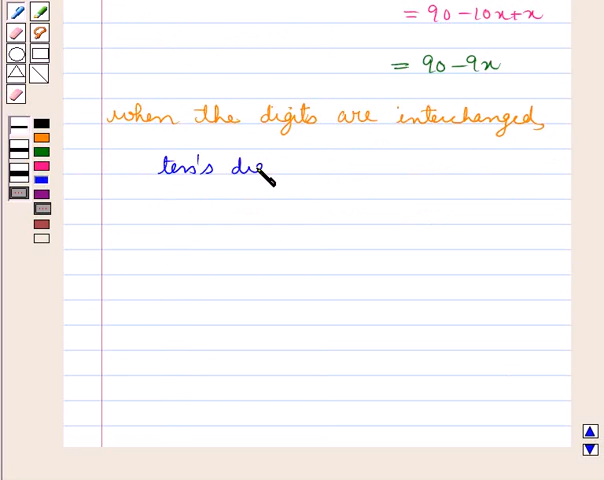 = 90 - 10x + x
= 90 - 9x
when the digits are interchanged,
ten's di